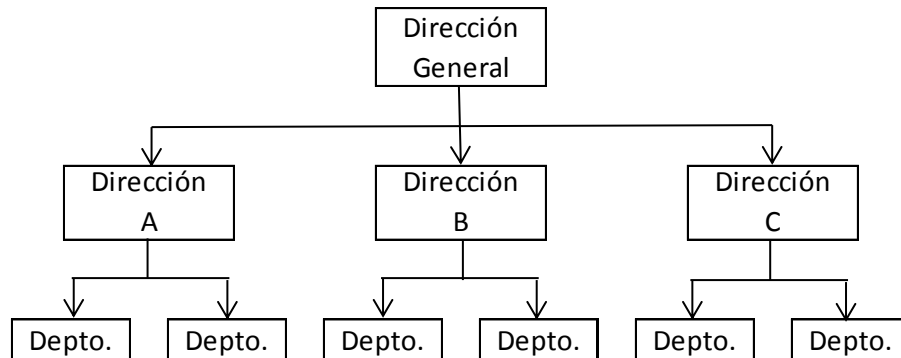 Dirección
General
Dirección
A
Dirección
B
Dirección
C
Depto.
Depto.
Depto.
Depto.
Depto.
Depto.